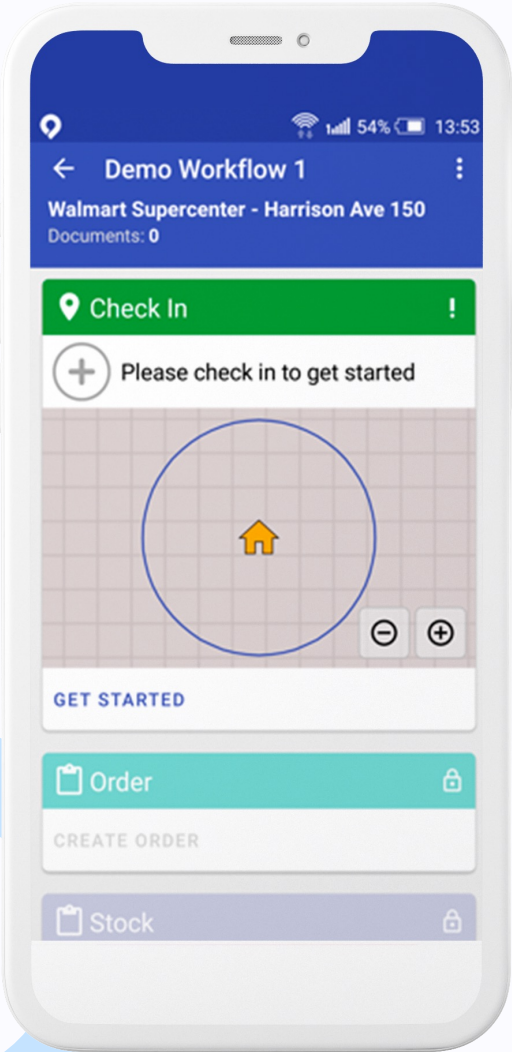 54% 13:53
Demo Workflow 1
Walmart Supercenter - Harrison Ave 150
Documents: 0
Check In !
Please check in to get started
GET STARTED
Order
CREATE ORDER
Stock